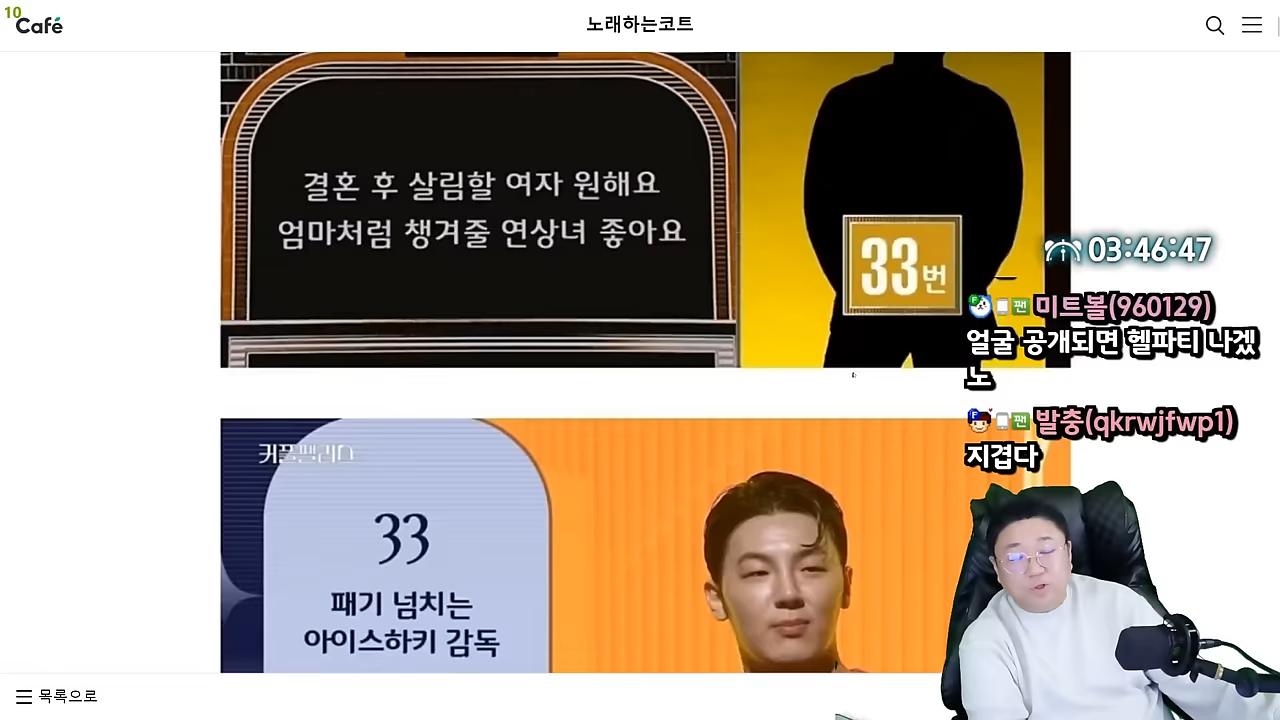 10
Café
노래하는코트
결혼 후 살림할 여자 원해요
엄마처럼 챙겨줄 연상녀 좋아요
33번
03:46:47
미트볼(960129)
얼굴 공개되면 헬파티 나겠
노
발충(qkrwjfwp1)
지겹다
커플팰리스
33
패기 넘치는
아이스하키 감독
목록으로